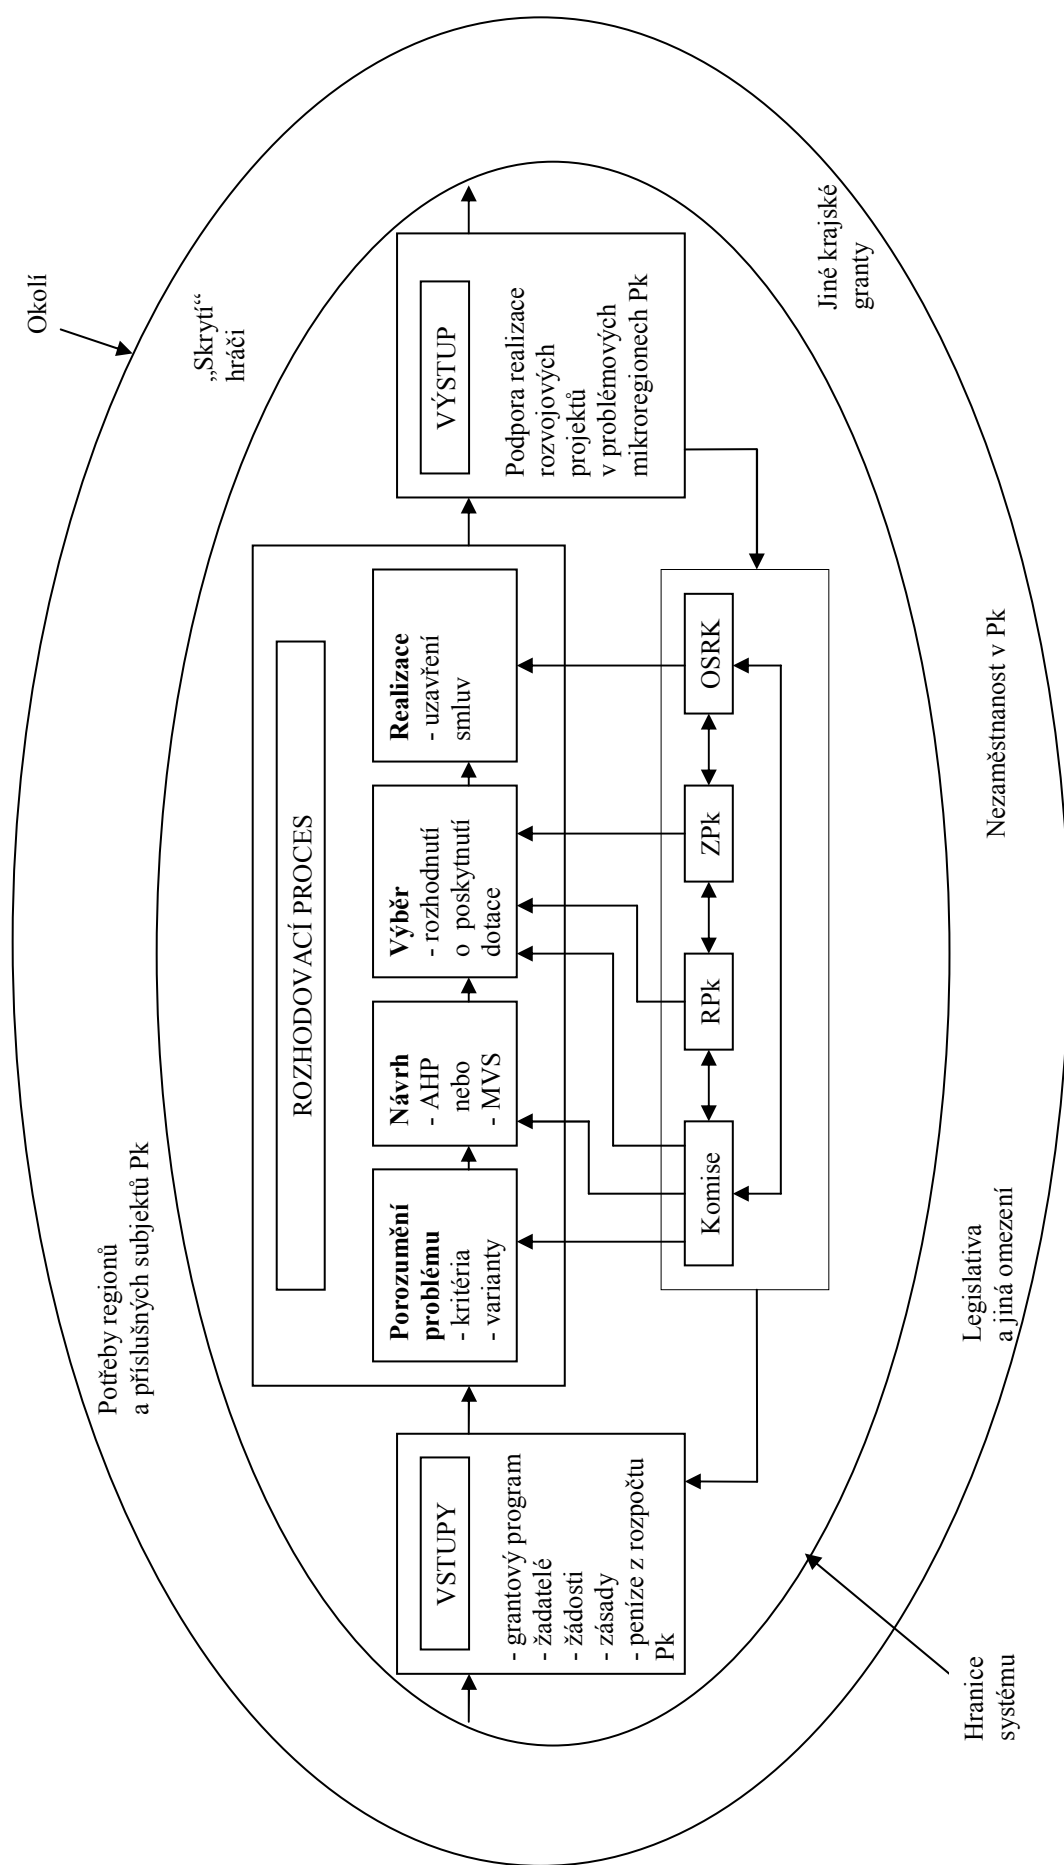 Okolí
„Skrytí“
hráči
Potřeby regionů
a příslušných subjektů Pk
ROZHODOVACÍ PROCES
VSTUPY
- grantový program
- žadatelé
- žádosti
- zásady
- peníze z rozpočtu
Pk
Porozumění
problému
- kritéria
- varianty
Návrh
- AHP
nebo
- MVS
Výběr
- rozhodnutí
o poskytnutí
dotace
Realizace
- uzavření
smluv
VÝSTUP
Podpora realizace
rozvojových
projektů
v problémových
mikroregionech Pk
Komise
RPk
ZPk
OSRK
Jiné krajské
granty
Nezaměstnanost v Pk
Legislativa
a jiná omezení
Hranice
systému